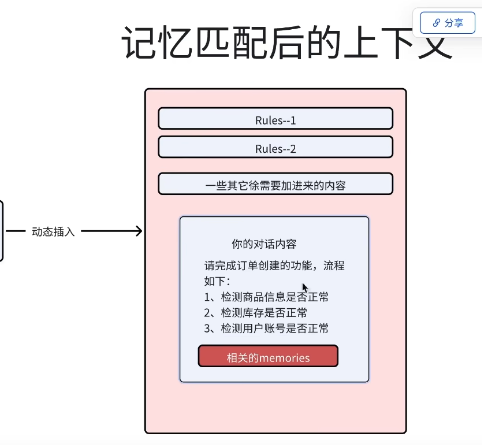 分享
记忆匹配后的上下文
Rules--1
Rules--2
一些其它徐需要加进来的内容
动态插入
你的对话内容
请完成订单创建的功能，流程
如下：
1、检测商品信息是否正常
2、检测库存是否正常
3、检测用户账号是否正常
相关的memories